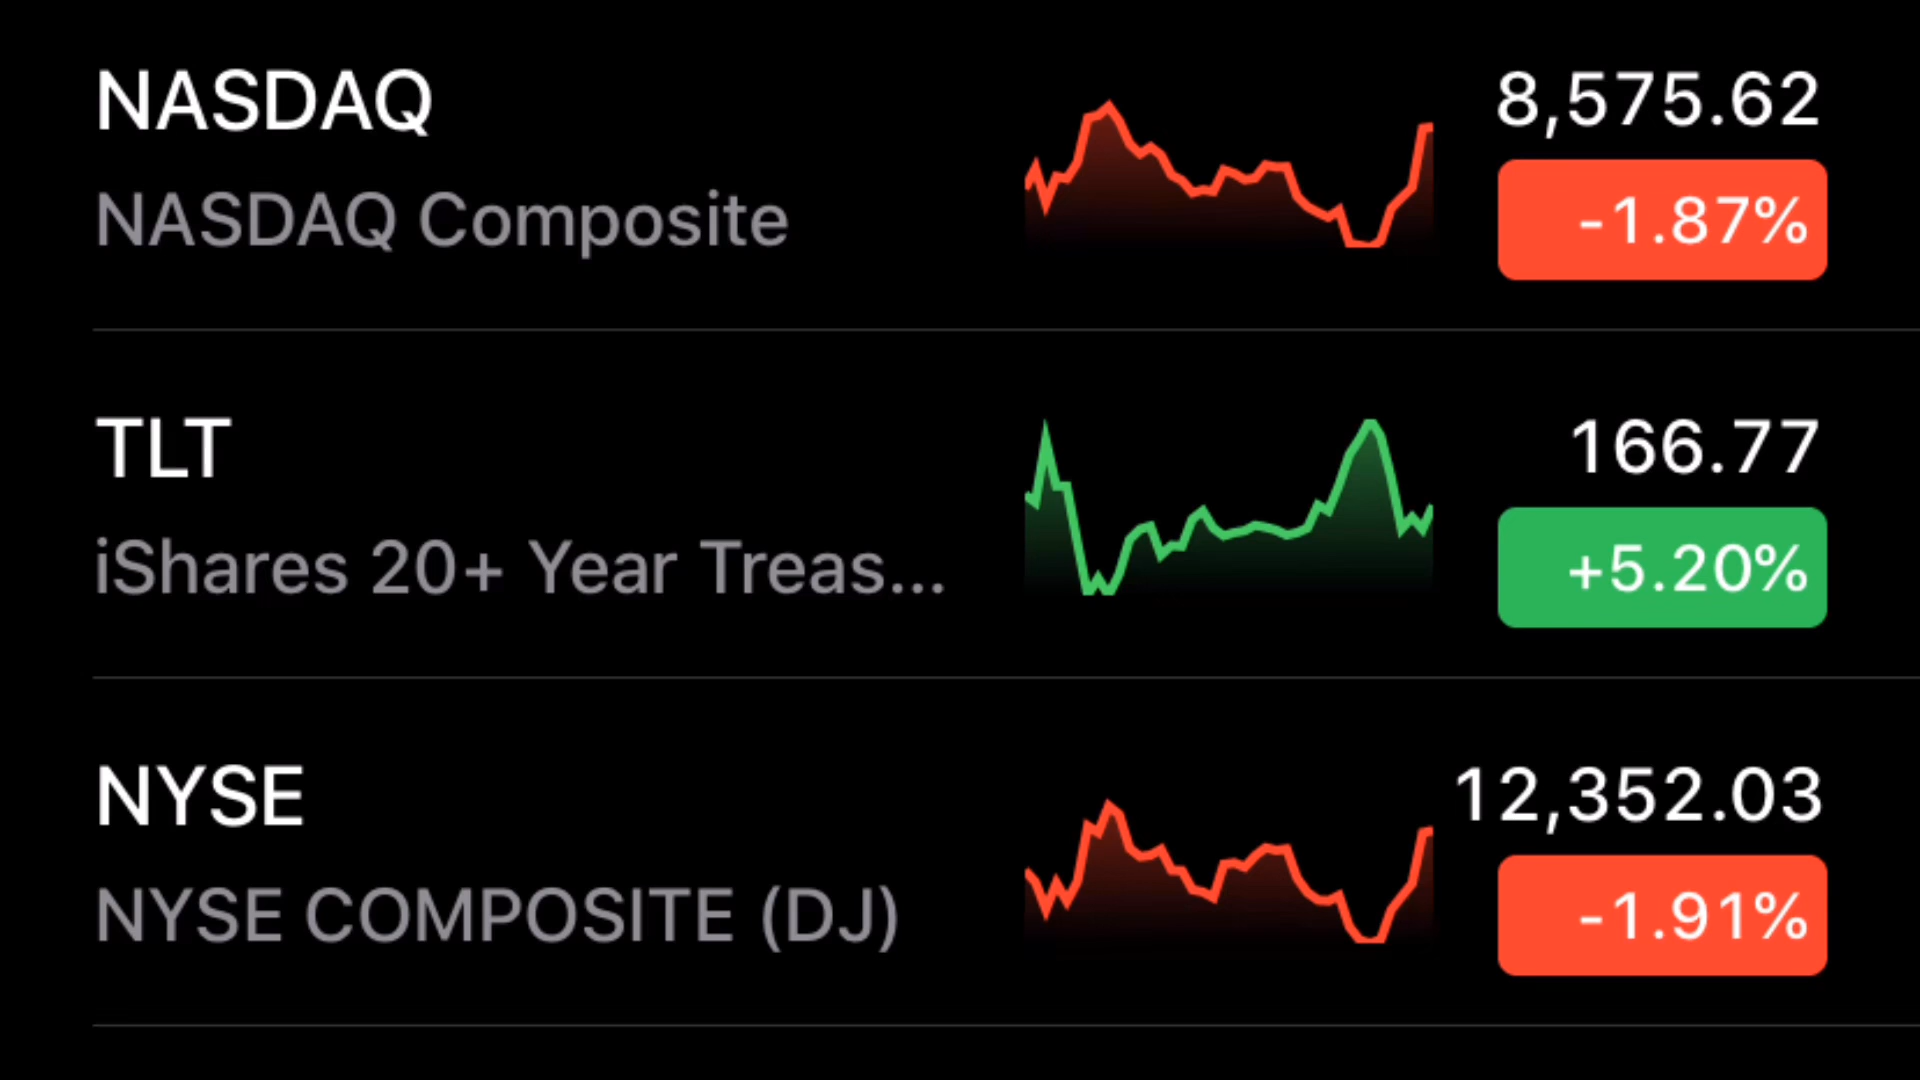 NASDAQ
8,575.62
NASDAQ Composite
-1.87%
TLT
166.77
iShares 20+ Year Treas...
+5.20%
NYSE
12,352.03
NYSE COMPOSITE (DJ)
-1.91%